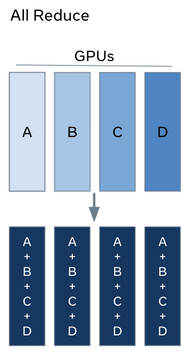 All Reduce
GPUs
A B C D
A A A A
+ + + +
B B B B
+ + + +
C C C C
+ + + +
D D D D